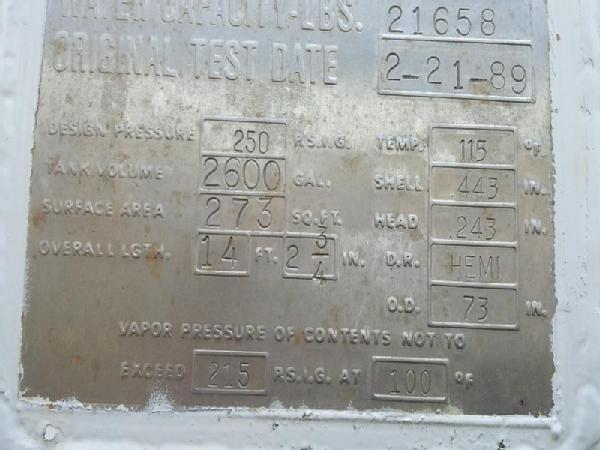 WATER CAPACITY-LBS. 21658
ORIGINAL TEST DATE 2-21-89
DESIGN PRESSURE 250 P.S.I.G. TEMP. 115 °F.
TANK VOLUME 2600 GAL. SHELL .443 IN.
SURFACE AREA 273 SQ.FT. HEAD .243 IN.
OVERALL LGTH. 14 FT. 2 3/4 IN. D.R. HEMI
O.D. 73 IN.
VAPOR PRESSURE OF CONTENTS NOT TO
EXCEED 215 P.S.I.G. AT 100 °F